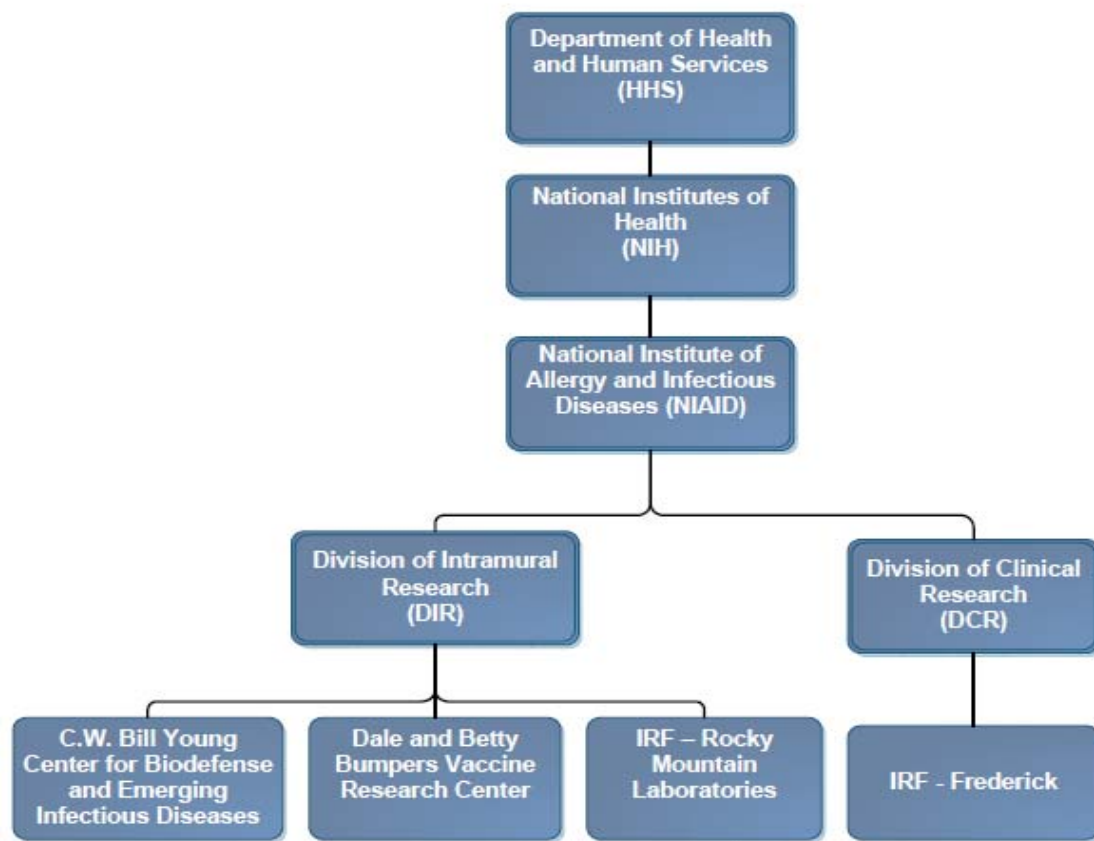 Department of Health
and Human Services
(HHS)
National Institutes of
Health
(NIH)
National Institute of
Allergy and Infectious
Diseases (NIAID)
Division of Intramural
Research
(DIR)
Division of Clinical
Research
(DCR)
C.W. Bill Young
Center for Biodefense
and Emerging
Infectious Diseases
Dale and Betty
Bumpers Vaccine
Research Center
IRF – Rocky
Mountain
Laboratories
IRF - Frederick